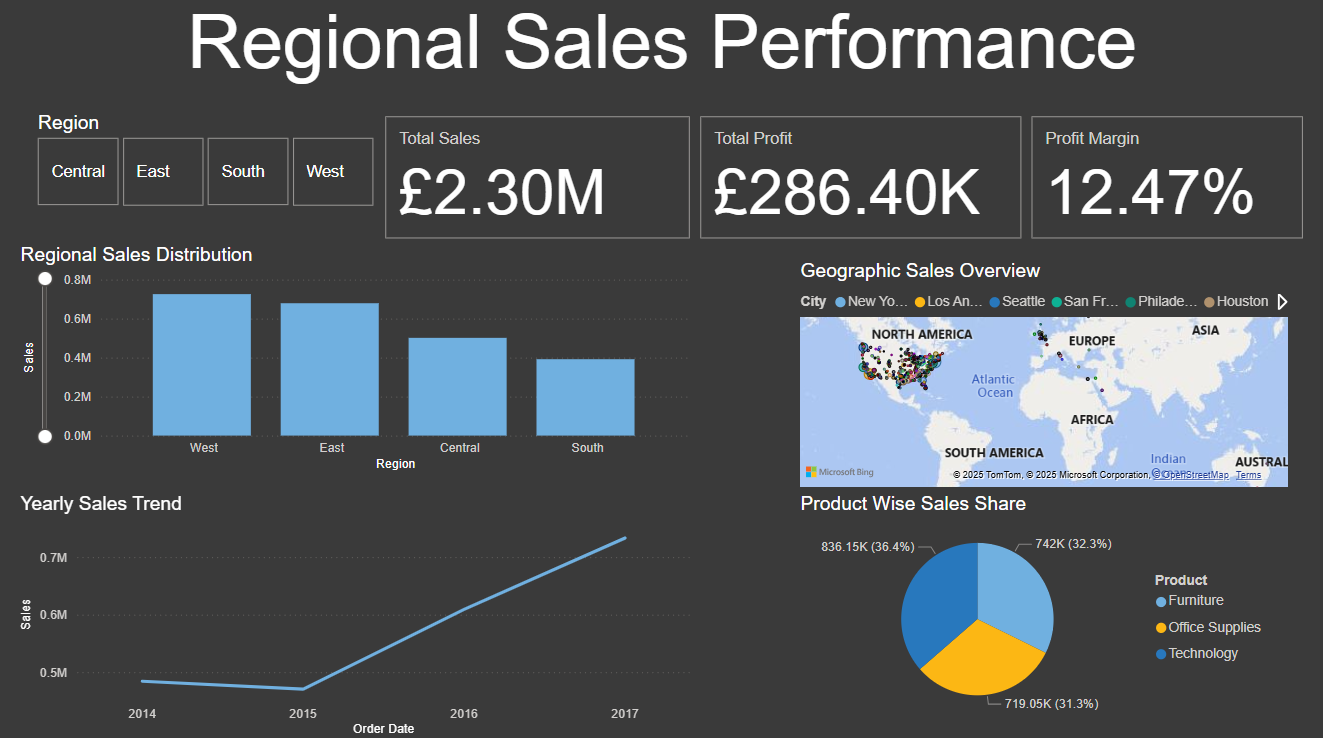 Regional Sales Performance
Region
Central
East
South
West
Total Sales
£2.30M
Total Profit
£286.40K
Profit Margin
12.47%
Regional Sales Distribution
0.8M
0.6M
0.4M
0.2M
0.0M
Sales
West
East
Central
South
Region
Geographic Sales Overview
City New Yo... Los An... Seattle San Fr... Philade... Houston
NORTH AMERICA
EUROPE
ASIA
Atlantic
Ocean
AFRICA
SOUTH AMERICA
Indian
AUSTRAL
Microsoft Bing
© 2025 TomTom, © 2025 Microsoft Corporation, © OpenStreetMap Terms
Yearly Sales Trend
0.7M
0.6M
0.5M
Sales
2014
2015
2016
2017
Order Date
Product Wise Sales Share
836.15K (36.4%)
742K (32.3%)
719.05K (31.3%)
Product
Furniture
Office Supplies
Technology